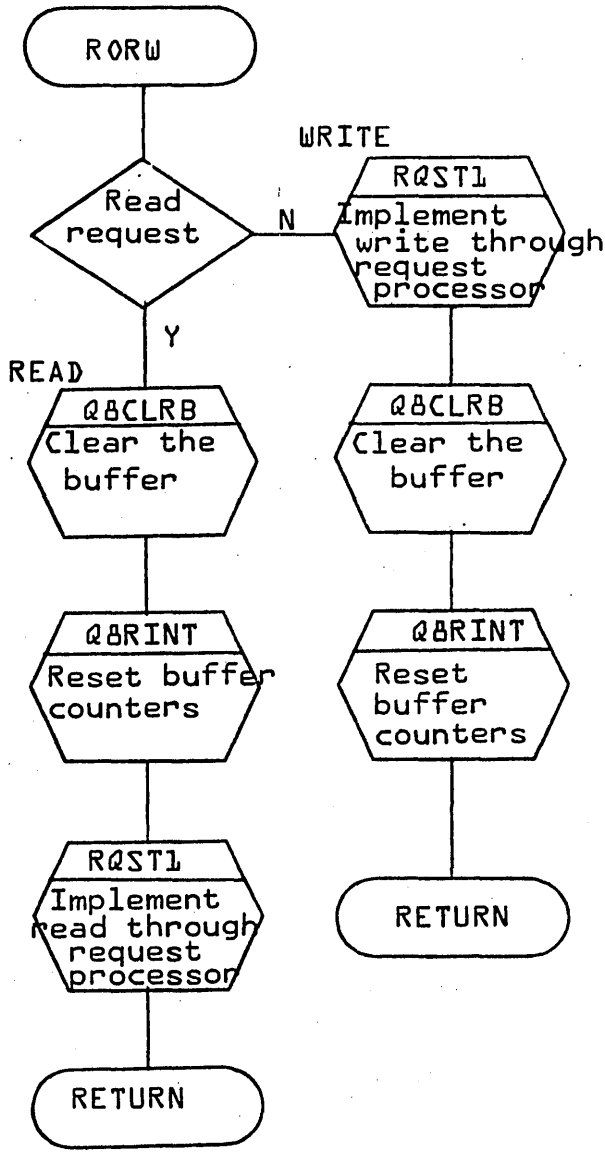 RORW
Read
request
N
Y
WRITE
RQST1
Implement
write through
request
processor
READ
Q8CLRB
Clear the
buffer
Q8CLRB
Clear the
buffer
Q8RINT
Reset buffer
counters
Q8RINT
Reset
buffer
counters
RQST1
Implement
read through
request
processor
RETURN
RETURN